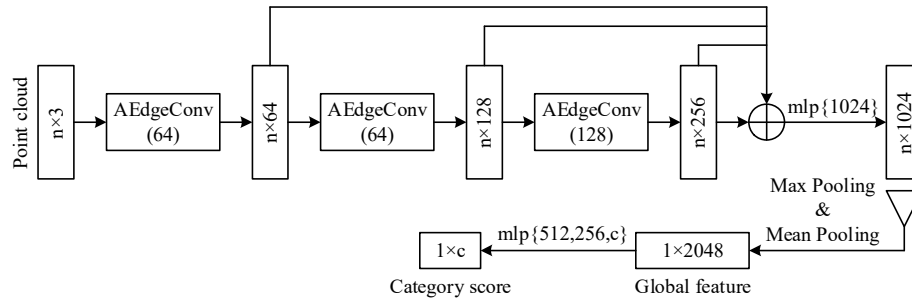 Point cloud
n×3
AEdgeConv
(64)
n×64
AEdgeConv
(64)
n×128
AEdgeConv
(128)
n×256
mlp{1024}
n×1024
Max Pooling
&
Mean Pooling
1×2048
Global feature
mlp{512,256,c}
1×c
Category score